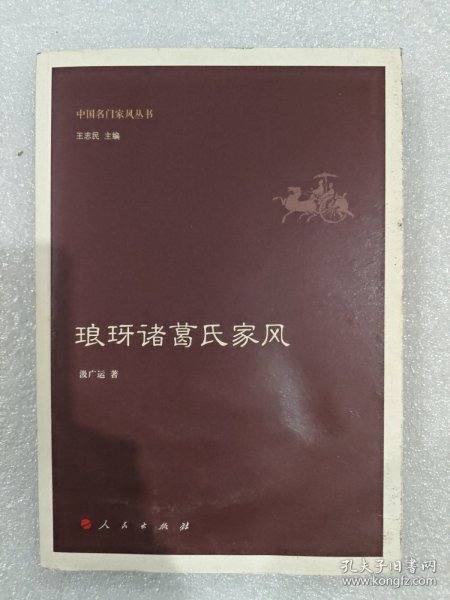 中国名门家风丛书
王志民 主编
琅玡诸葛氏家风
汲广运 著
人民出版社
孔夫子旧书网
www.kongfz.com